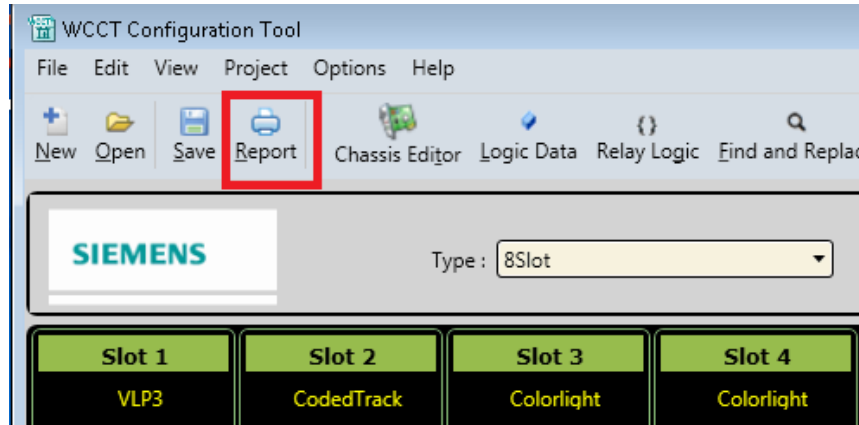 WCCT Configuration Tool
File Edit View Project Options Help
New Open Save Report Chassis Editor Logic Data Relay Logic Find and Replac
SIEMENS
Type : 8Slot
Slot 1 Slot 2 Slot 3 Slot 4
VLP3 CodedTrack Colorlight Colorlight